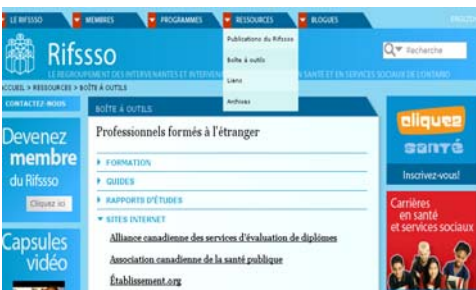 LE RIFSSSO
MEMBRES
PROGRAMMES
RESSOURCES
BLOGUES
ENGLISH
Publications du Rifssso
Boîte à outils
Liens
Archives
Rifssso
LE REGROUPEMENT DES INTERVENANTES ET INTERVEN
EN SANTÉ ET EN SERVICES SOCIAUX DE L'ONTARIO
Recherche
ACCUEIL > RESSOURCES > BOÎTE À OUTILS
CONTACTEZ-NOUS
Devenez
membre
du Rifssso
Cliquez ici
Capsules
vidéo
BOÎTE À OUTILS
Professionnels formés à l'étranger
FORMATION
GUIDES
RAPPORTS D'ÉTUDES
SITES INTERNET
Alliance canadienne des services d'évaluation de diplômes
Association canadienne de la santé publique
Établissement.org
cliquez
santé
Inscrivez-vous!
Carrières
en santé
et services sociaux